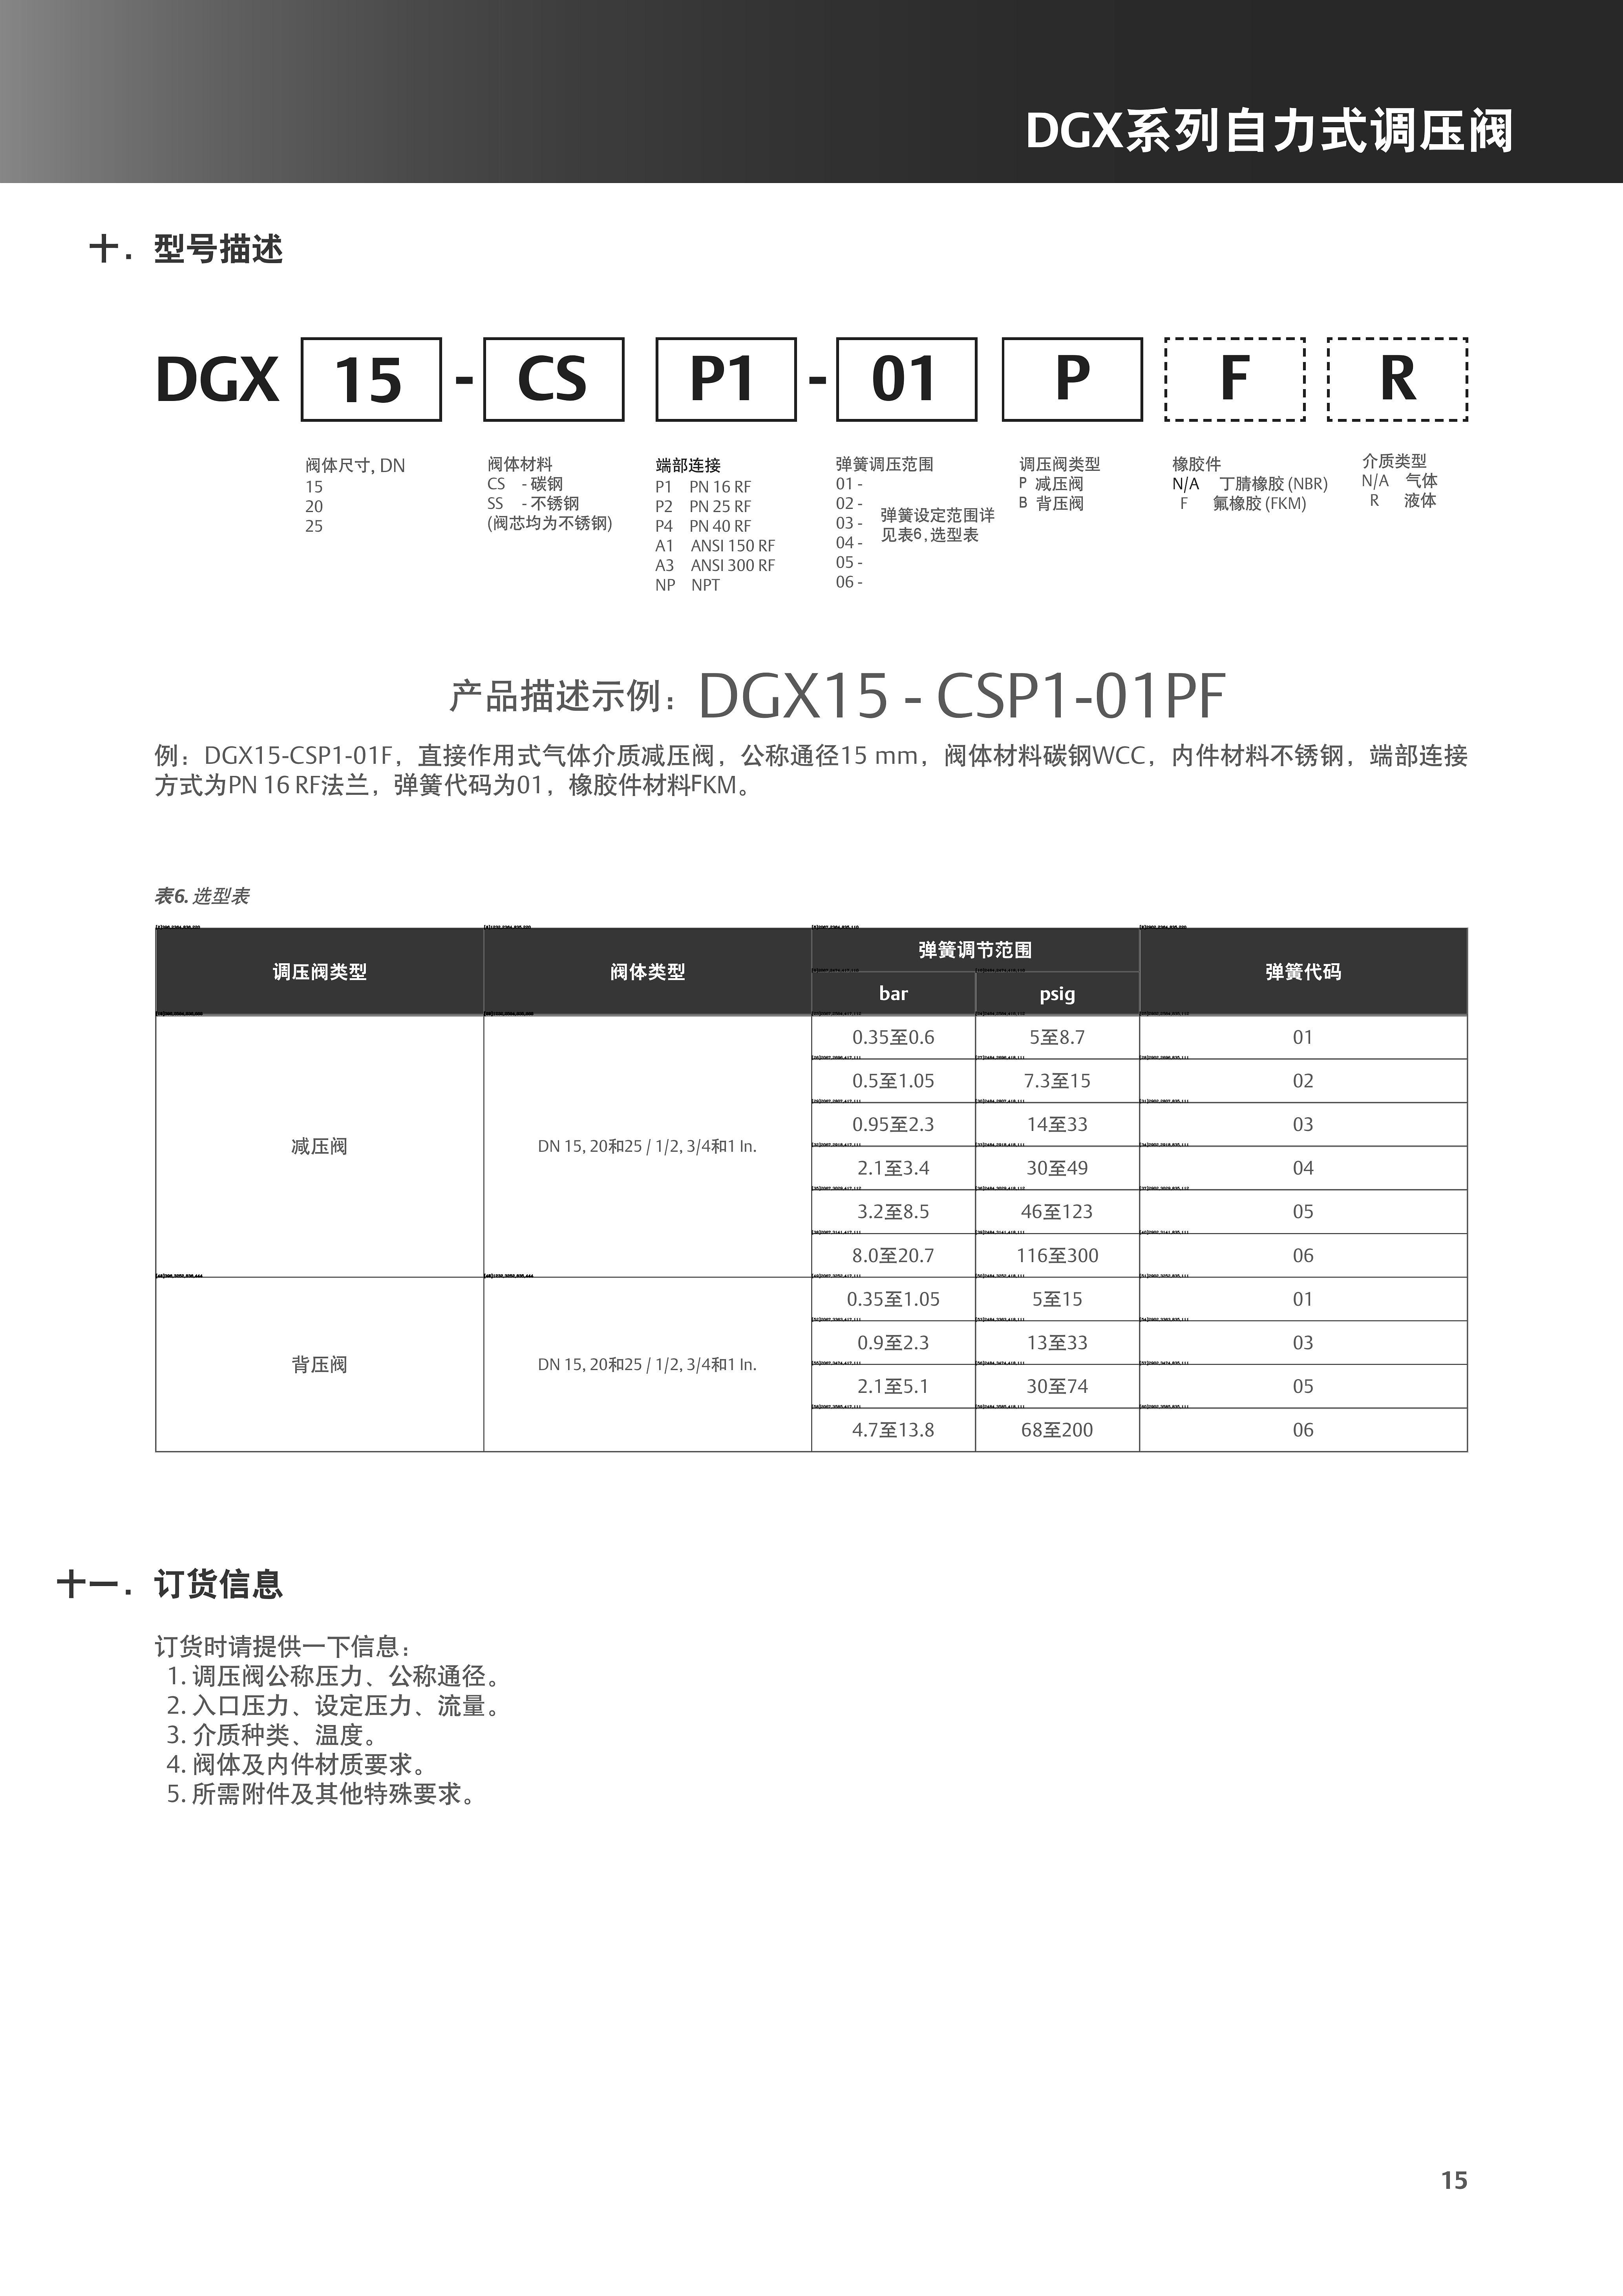 DGX系列自力式调压阀
十. 型号描述
DGX 15 - CS P1 - 01 P F R
阀体尺寸, DN
15
20
25
阀体材料
CS - 碳钢
SS - 不锈钢
(阀芯均为不锈钢)
端部连接
P1 PN 16 RF
P2 PN 25 RF
P4 PN 40 RF
A1 ANSI 150 RF
A3 ANSI 300 RF
NP NPT
弹簧调压范围
01 -
02 -
03 -
04 -
05 -
06 -
弹簧设定范围详
见表6 , 选型表
调压阀类型
P 减压阀
B 背压阀
橡胶件
N/A 丁腈橡胶 (NBR)
F 氟橡胶 (FKM)
介质类型
N/A 气体
R 液体
产品描述示例：DGX15 - CSP1-01PF
例：DGX15-CSP1-01F，直接作用式气体介质减压阀，公称通径15 mm，阀体材料碳钢WCC，内件材料不锈钢，端部连接
方式为PN 16 RF法兰，弹簧代码为01，橡胶件材料FKM。
表6. 选型表
调压阀类型 阀体类型 弹簧调节范围 弹簧代码
bar psig
0.35至0.6 5至8.7 01
0.5至1.05 7.3至15 02
0.95至2.3 14至33 03
减压阀 DN 15, 20和25 / 1/2, 3/4和1 In.
2.1至3.4 30至49 04
3.2至8.5 46至123 05
8.0至20.7 116至300 06
0.35至1.05 5至15 01
0.9至2.3 13至33 03
背压阀 DN 15, 20和25 / 1/2, 3/4和1 In.
2.1至5.1 30至74 05
4.7至13.8 68至200 06
十一. 订货信息
订货时请提供一下信息：
1. 调压阀公称压力、公称通径。
2. 入口压力、设定压力、流量。
3. 介质种类、温度。
4. 阀体及内件材质要求。
5. 所需附件及其他特殊要求。
15